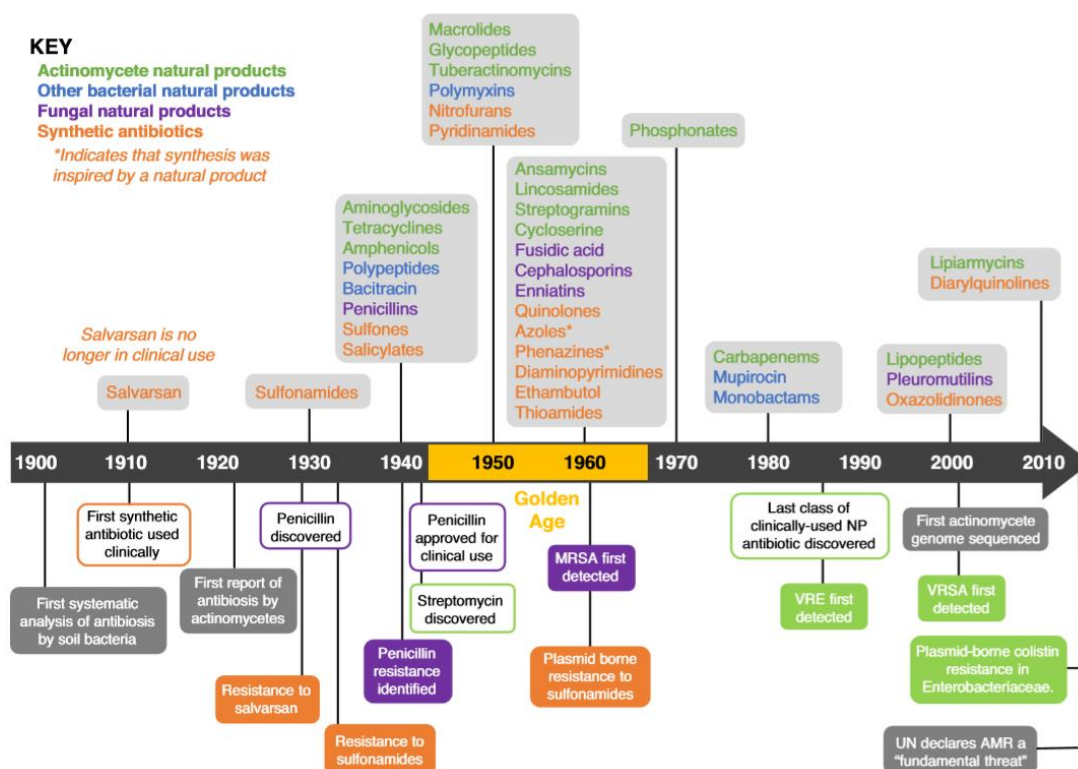 KEY
Actinomycete natural products
Other bacterial natural products
Fungal natural products
Synthetic antibiotics
*Indicates that synthesis was
inspired by a natural product
Macrolides
Glycopeptides
Tuberactinomycins
Polymyxins
Nitrofurans
Pyridinamides
Phosphonates
Aminoglycosides
Tetracyclines
Amphenicols
Polypeptides
Bacitracin
Penicillins
Sulfones
Salicylates
Ansamycins
Lincosamides
Streptogramins
Cycloserine
Fusidic acid
Cephalosporins
Enniatins
Quinolones
Azoles*
Phenazines*
Diaminopyrimidines
Ethambutol
Thioamides
Lipiarmycins
Diarylquinolines
Salvarsan is no
longer in clinical use
Salvarsan
Sulfonamides
Carbapenems
Mupirocin
Monobactams
Lipopeptides
Pleuromutilins
Oxazolidinones
1900 1910 1920 1930 1940 1950 1960 1970 1980 1990 2000 2010
Golden
Age
First synthetic
antibiotic used
clinically
Penicillin
discovered
Penicillin
approved for
clinical use
Last class of
clinically-used NP
antibiotic discovered
First actinomycete
genome sequenced
First systematic
analysis of antibiosis
by soil bacteria
First report of
antibiosis by
actinomycetes
Streptomycin
discovered
MRSA first
detected
VRE first
detected
VRSA first
detected
Resistance to
salvarsan
Penicillin
resistance
identified
Plasmid borne
resistance to
sulfonamides
Plasmid-borne colistin
resistance in
Enterobacteriaceae.
Resistance to
sulfonamides
UN declares AMR a
“fundamental threat”